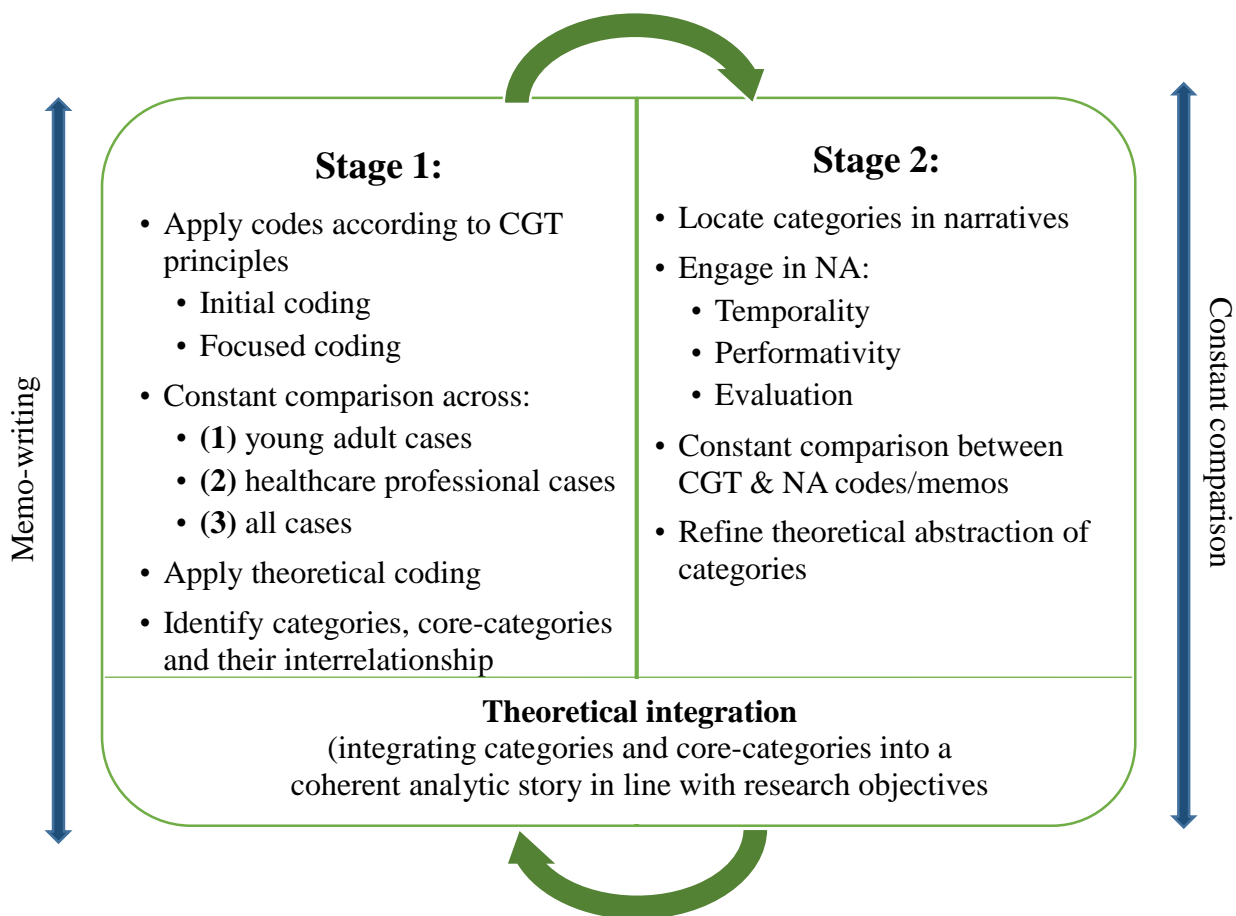 Memo-writing
Stage 1:
• Apply codes according to CGT
principles
• Initial coding
• Focused coding
• Constant comparison across:
• (1) young adult cases
• (2) healthcare professional cases
• (3) all cases
• Apply theoretical coding
• Identify categories, core-categories
and their interrelationship
Stage 2:
• Locate categories in narratives
• Engage in NA:
• Temporality
• Performativity
• Evaluation
• Constant comparison between
CGT & NA codes/memos
• Refine theoretical abstraction of
categories
Constant comparison
Theoretical integration
(integrating categories and core-categories into a
coherent analytic story in line with research objectives